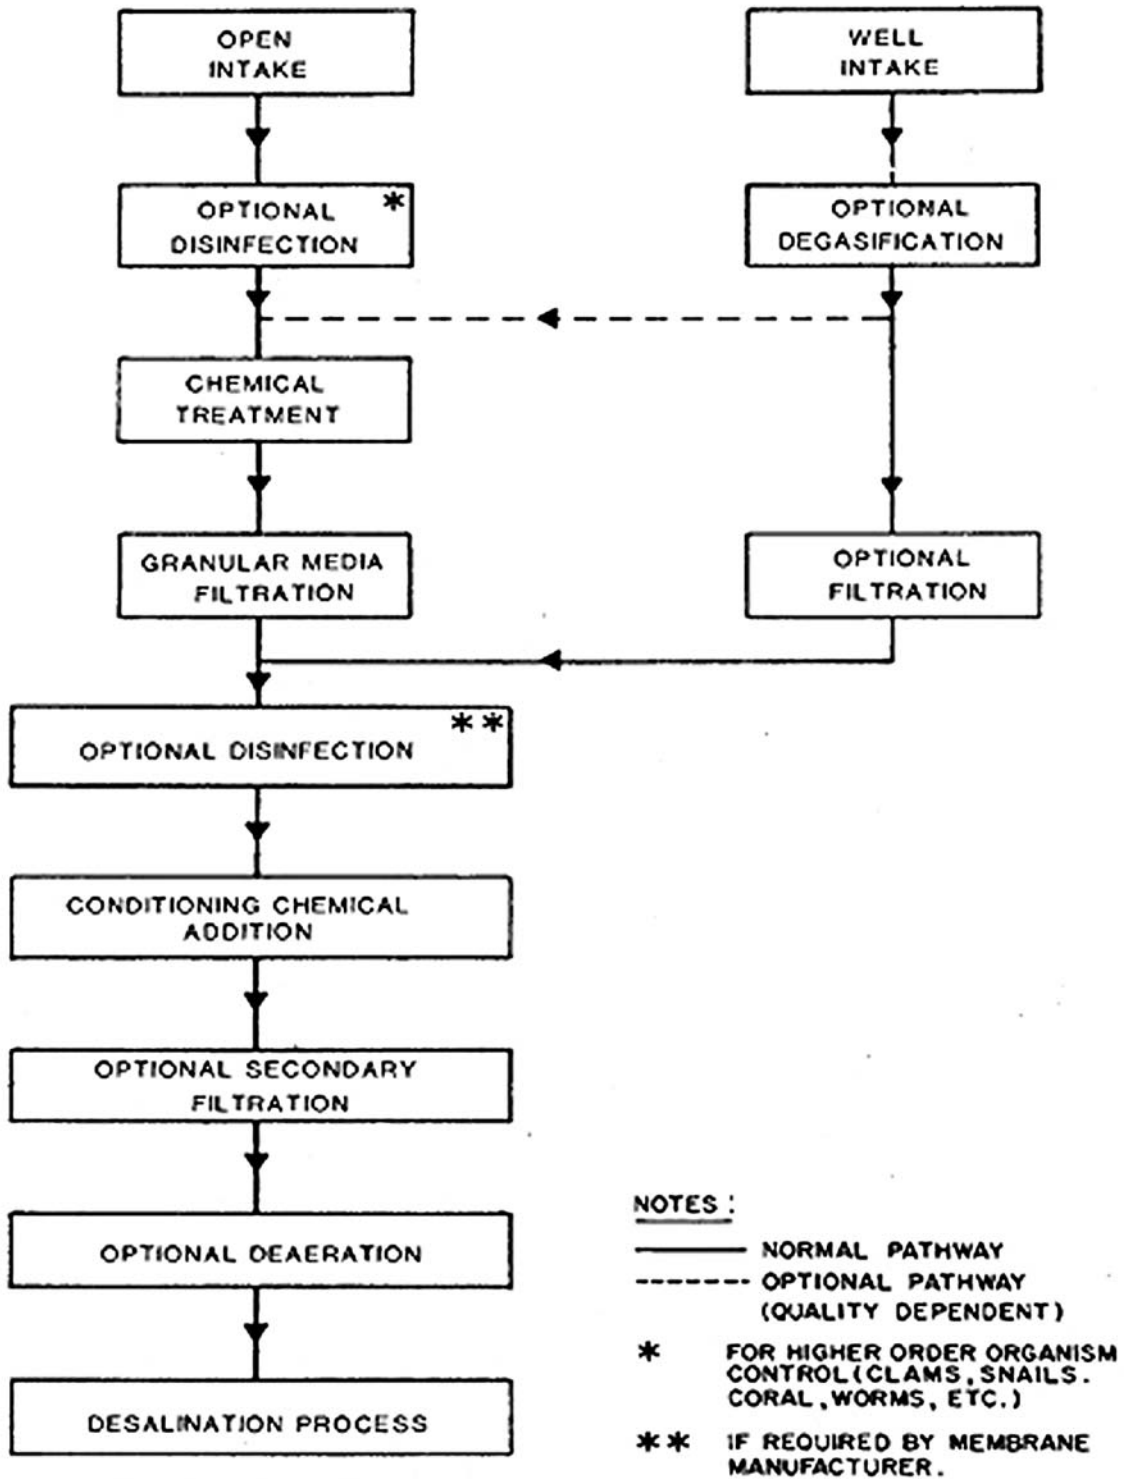 OPEN
INTAKE
WELL
INTAKE
OPTIONAL *
DISINFECTION
OPTIONAL
DEGASIFICATION
CHEMICAL
TREATMENT
GRANULAR MEDIA
FILTRATION
OPTIONAL
FILTRATION
**
OPTIONAL DISINFECTION
CONDITIONING CHEMICAL
ADDITION
OPTIONAL SECONDARY
FILTRATION
OPTIONAL DEAERATION
DESALINATION PROCESS
NOTES :
NORMAL PATHWAY
OPTIONAL PATHWAY
(QUALITY DEPENDENT)
* FOR HIGHER ORDER ORGANISM
CONTROL (CLAMS, SNAILS.
CORAL, WORMS, ETC.)
** IF REQUIRED BY MEMBRANE
MANUFACTURER.